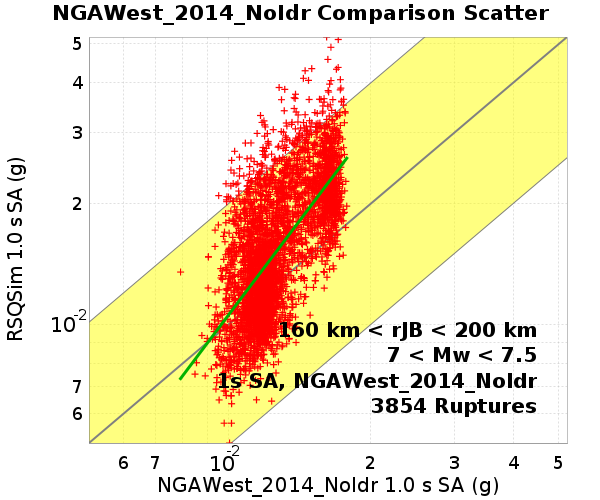 NGAWest_2014_NoIdr Comparison Scatter
5
4
3
2
10-2
7
6
RSQSim 1.0 s SA (g)
160 km < rJB < 200 km
7 < Mw < 7.5
1s SA, NGAWest_2014_NoIdr
3854 Ruptures
6 7 10-2 2 3 4 5
NGAWest_2014_NoIdr 1.0 s SA (g)